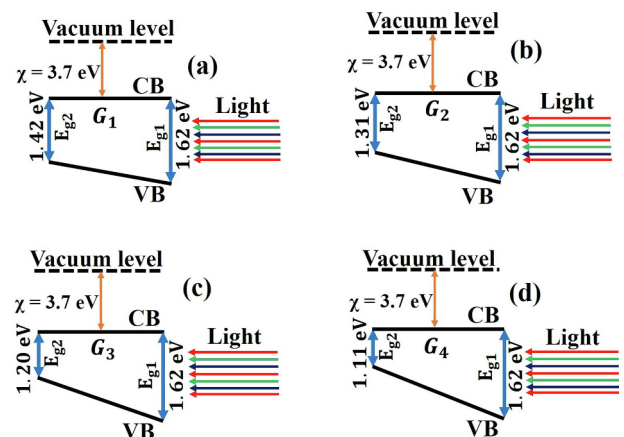 Vacuum level
(a)
χ = 3.7 eV
CB
Light
G1
1.42 eV
Eg2
Eg1
1.62 eV
VB
Vacuum level
(b)
χ = 3.7 eV
CB
Light
G2
1.31 eV
Eg2
Eg1
1.62 eV
VB
Vacuum level
(c)
χ = 3.7 eV
CB
Light
G3
1.20 eV
Eg2
Eg1
1.62 eV
VB
Vacuum level
(d)
χ = 3.7 eV
CB
Light
G4
1.11 eV
Eg2
Eg1
1.62 eV
VB